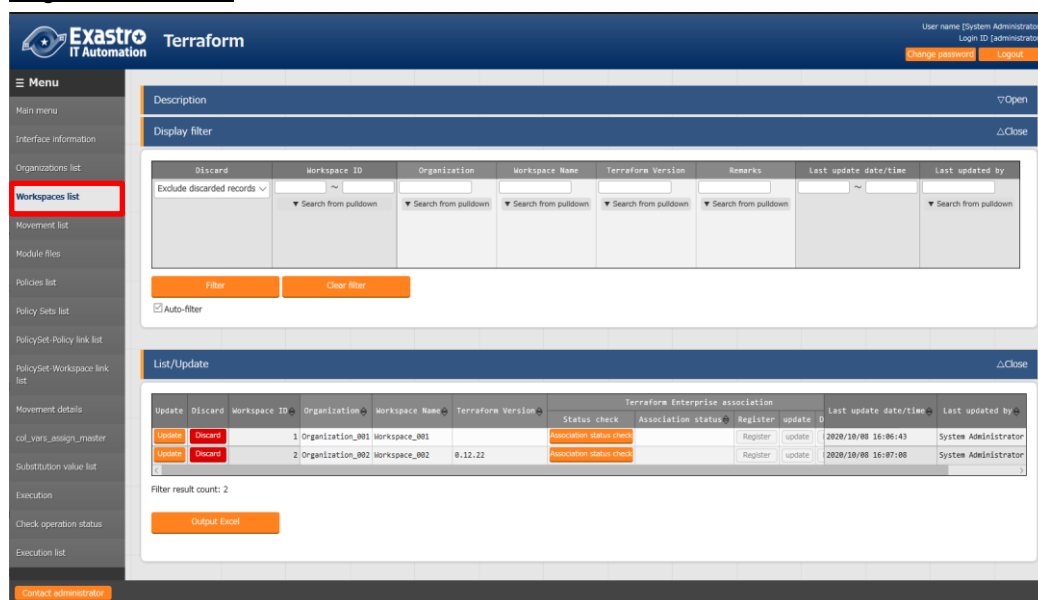 Exastro
IT Automation
Terraform
User name [System Administrato
Login ID [administrato
Change password
Logout
Menu
Main menu
Interface information
Organizations list
Workspaces list
Movement list
Module files
Policies list
Policy Sets list
PolicySet-Policy link list
PolicySet-Workspace link
list
Movement details
col_vars_assign_master
Substitution value list
Execution
Check operation status
Execution list
Contact administrator
Description
▽Open
Display filter
△Close
Discard Workspace ID Organization Workspace Name Terraform Version Remarks Last update date/time Last updated by
Exclude discarded records ~ ~
▼ Search from pulldown ▼ Search from pulldown ▼ Search from pulldown ▼ Search from pulldown ▼ Search from pulldown ▼ Search from pulldown
Filter
Clear filter
Auto-filter
List/Update
△Close
Terraform Enterprise association
Update Discard Workspace ID Organization Workspace Name Terraform Version Last update date/time Last updated by
Status check Association status Register update D
Update Discard 1 Organization_001 Workspace_001 Association status check Register update 2020/10/08 16:06:43 System Administrator
Update Discard 2 Organization_002 Workspace_002 0.12.22 Association status check Register update 2020/10/08 16:07:08 System Administrator
Filter result count: 2
Output Excel